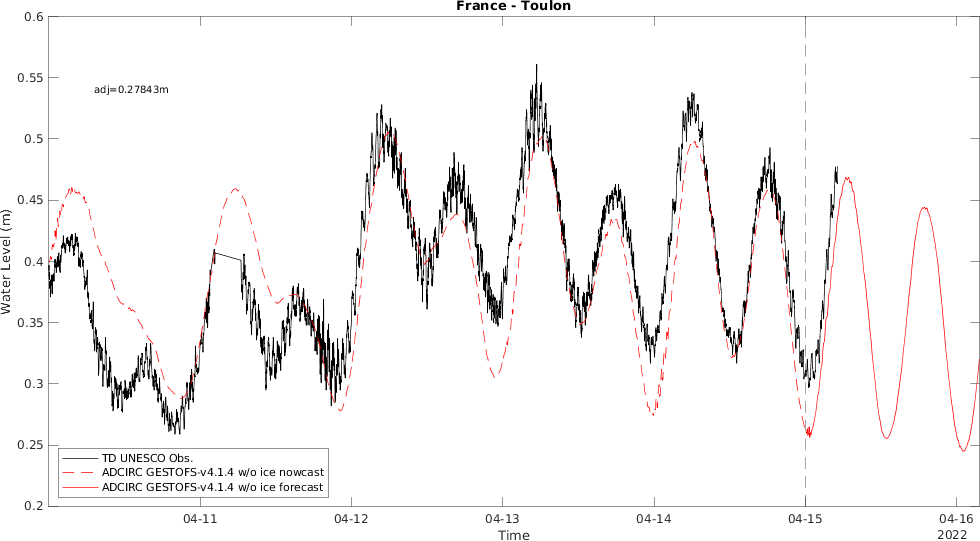 France - Toulon
0.6
0.55
0.5
0.45
0.4
0.35
0.3
0.25
0.2
Water Level (m)
adj=0.27843m
TD UNESCO Obs.
ADCIRC GESTOFS-v4.1.4 w/o ice nowcast
ADCIRC GESTOFS-v4.1.4 w/o ice forecast
04-11 04-12 04-13 04-14 04-15 04-16
Time 2022